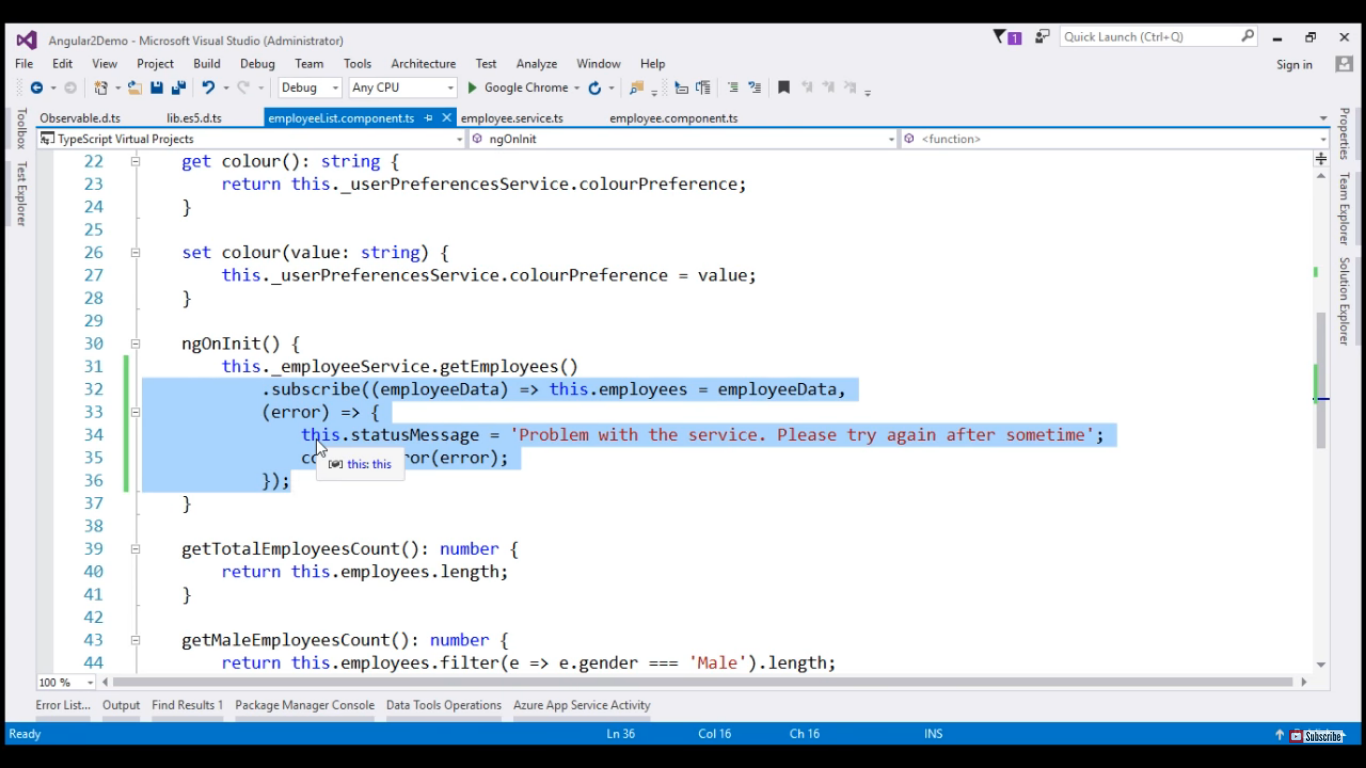 Angular2Demo - Microsoft Visual Studio (Administrator)
1
Quick Launch (Ctrl+Q)
File Edit View Project Build Debug Team Tools Architecture Test Analyze Window Help
Sign in
Debug Any CPU Google Chrome
Toolbox
Test Explorer
Observable.d.ts lib.es5.d.ts employeeList.component.ts employee.service.ts employee.component.ts
TypeScript Virtual Projects ngOnInit <function>
22 get colour(): string {
23 return this._userPreferencesService.colourPreference;
24 }
25
26 set colour(value: string) {
27 this._userPreferencesService.colourPreference = value;
28 }
29
30 ngOnInit() {
31 this._employeeService.getEmployees()
32 .subscribe((employeeData) => this.employees = employeeData,
33 (error) => {
34 this.statusMessage = 'Problem with the service. Please try again after sometime';
35 co ror(error);
this: this
36 });
37 }
38
39 getTotalEmployeesCount(): number {
40 return this.employees.length;
41 }
42
43 getMaleEmployeesCount(): number {
44 return this.employees.filter(e => e.gender === 'Male').length;
Properties
Team Explorer
Solution Explorer
100 %
Error List... Output Find Results 1 Package Manager Console Data Tools Operations Azure App Service Activity
Ready Ln 36 Col 16 Ch 16 INS
Subscribe